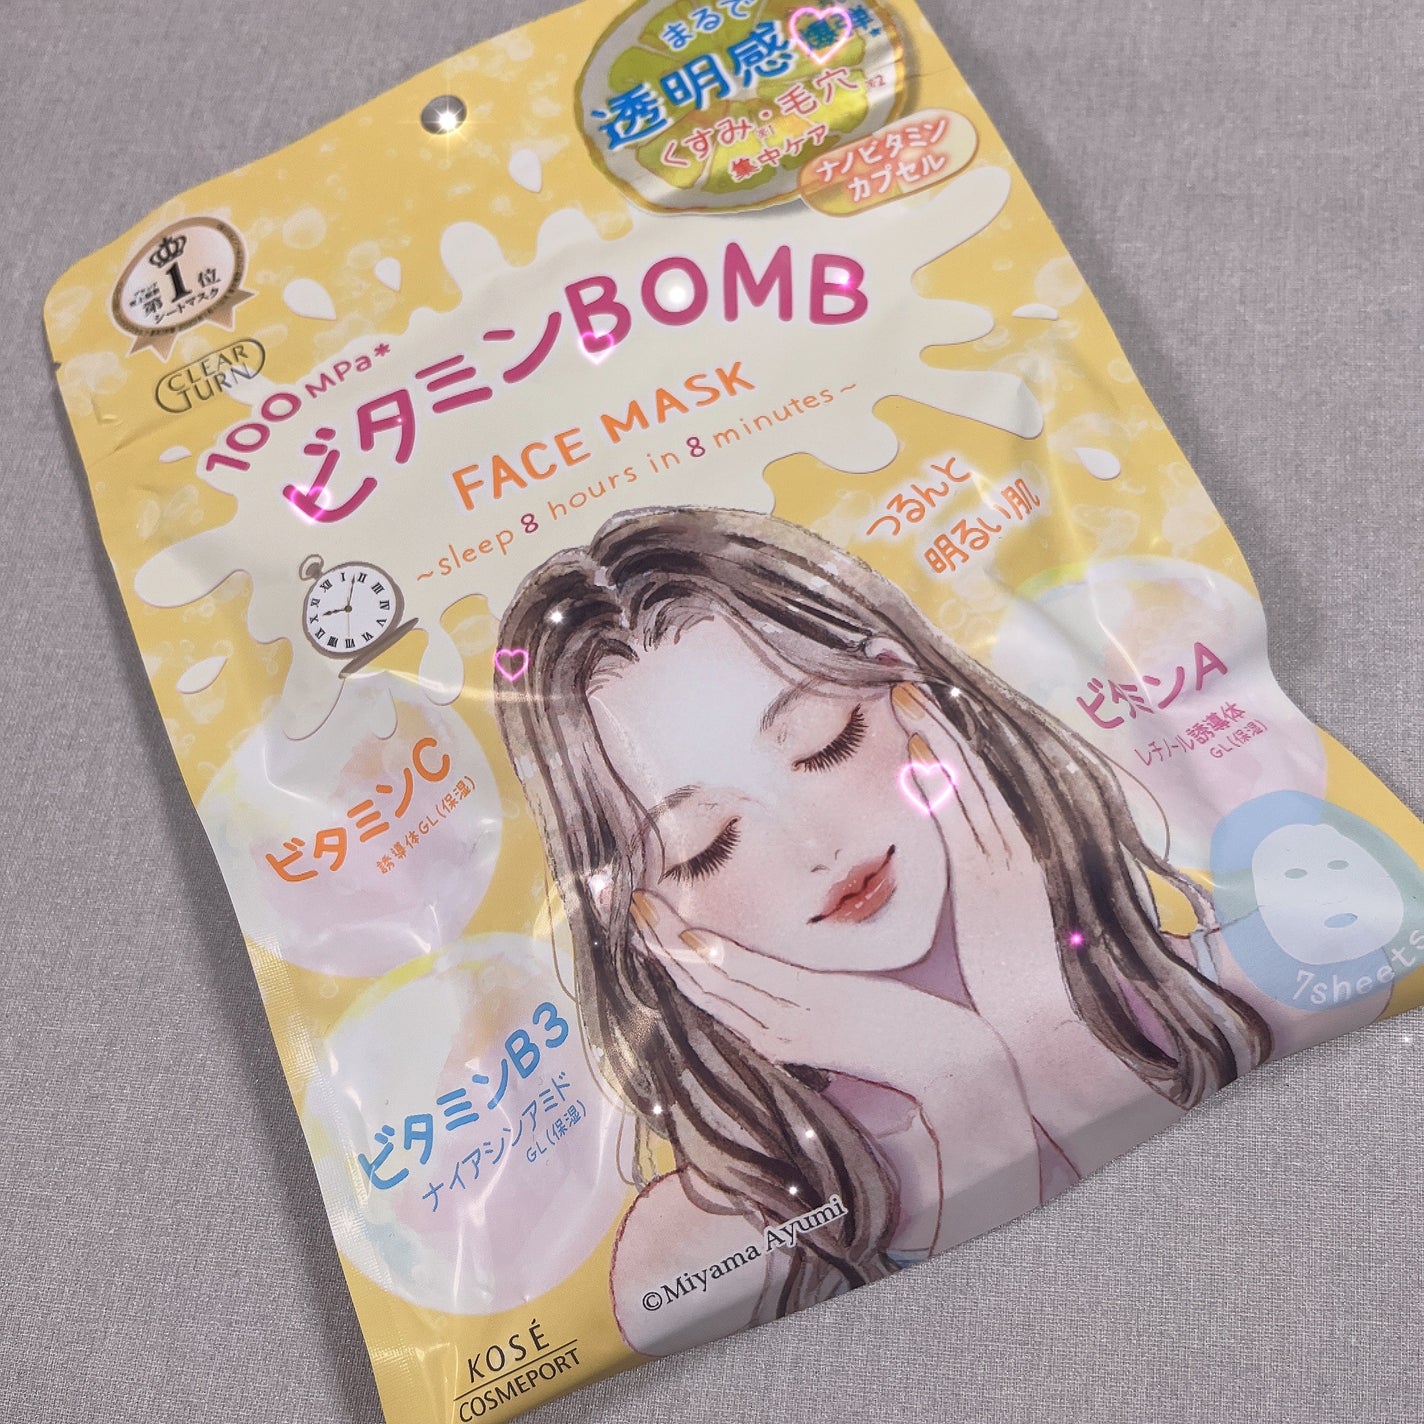 まるで
透明感
くすみ・毛穴
※1
※2
集中ケア
ナノビタミン
カプセル
第1位
シートマスク
CLEAR
TURN
100MPa*
ビタミンBOMB
FACE MASK
~sleep 8 hours in 8 minutes~
つるんと
明るい肌
ビタミンC
誘導体GL(保湿)
ビタミンA
レチノール誘導体
GL(保湿)
ビタミンB3
ナイアシンアミド
GL(保湿)
7sheets
©Miyama Ayumi
KOSÉ
COSMEPORT